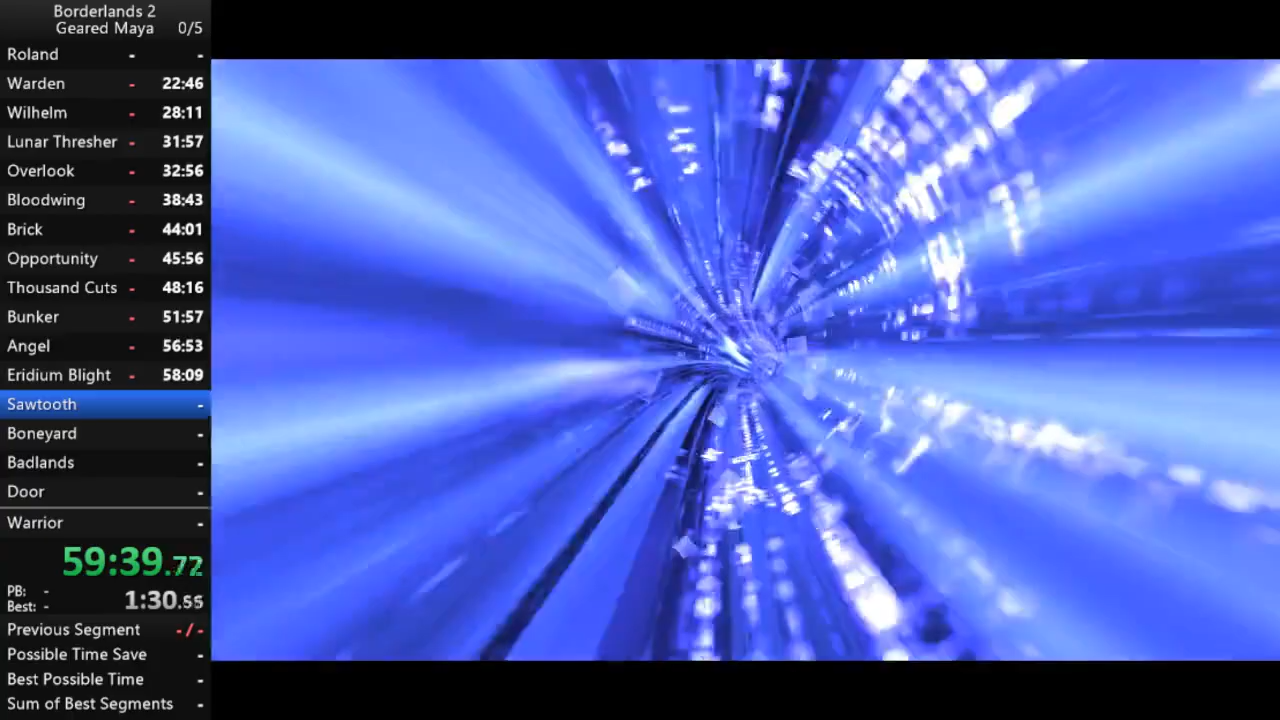 Borderlands 2
Geared Maya 0/5
Roland - -
Warden - 22:46
Wilhelm - 28:11
Lunar Thresher - 31:57
Overlook - 32:56
Bloodwing - 38:43
Brick - 44:01
Opportunity - 45:56
Thousand Cuts - 48:16
Bunker - 51:57
Angel - 56:53
Eridium Blight - 58:09
Sawtooth -
Boneyard -
Badlands -
Door -
Warrior -
59:39.72
PB: -
Best: - 1:30.55
Previous Segment -/-
Possible Time Save -
Best Possible Time -
Sum of Best Segments -